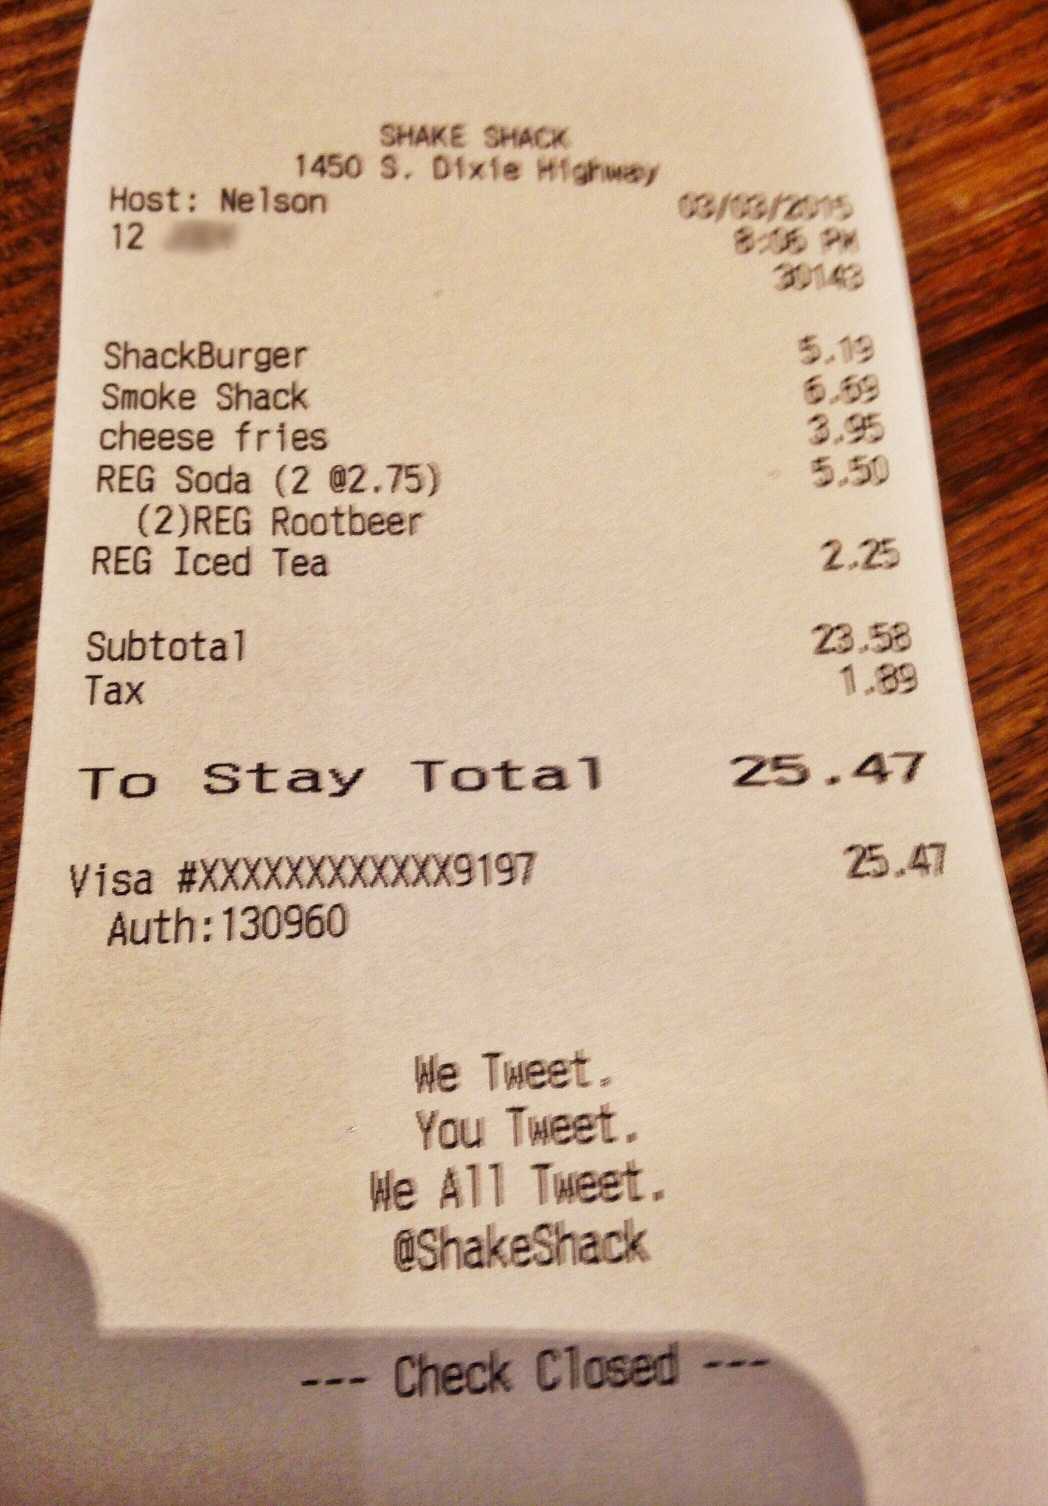 SHAKE SHACK
1450 S. Dixie Highway
Host: Nelson 03/03/2015
12 8:06 PM
30143
ShackBurger 5.19
Smoke Shack 6.69
cheese fries 3.95
REG Soda (2 @2.75) 5.50
(2)REG Rootbeer
REG Iced Tea 2.25
Subtotal 23.58
Tax 1.89
To Stay Total 25.47
Visa #XXXXXXXXXXXX9197 25.47
Auth:130960
We Tweet.
You Tweet.
We All Tweet.
@ShakeShack
--- Check Closed ---